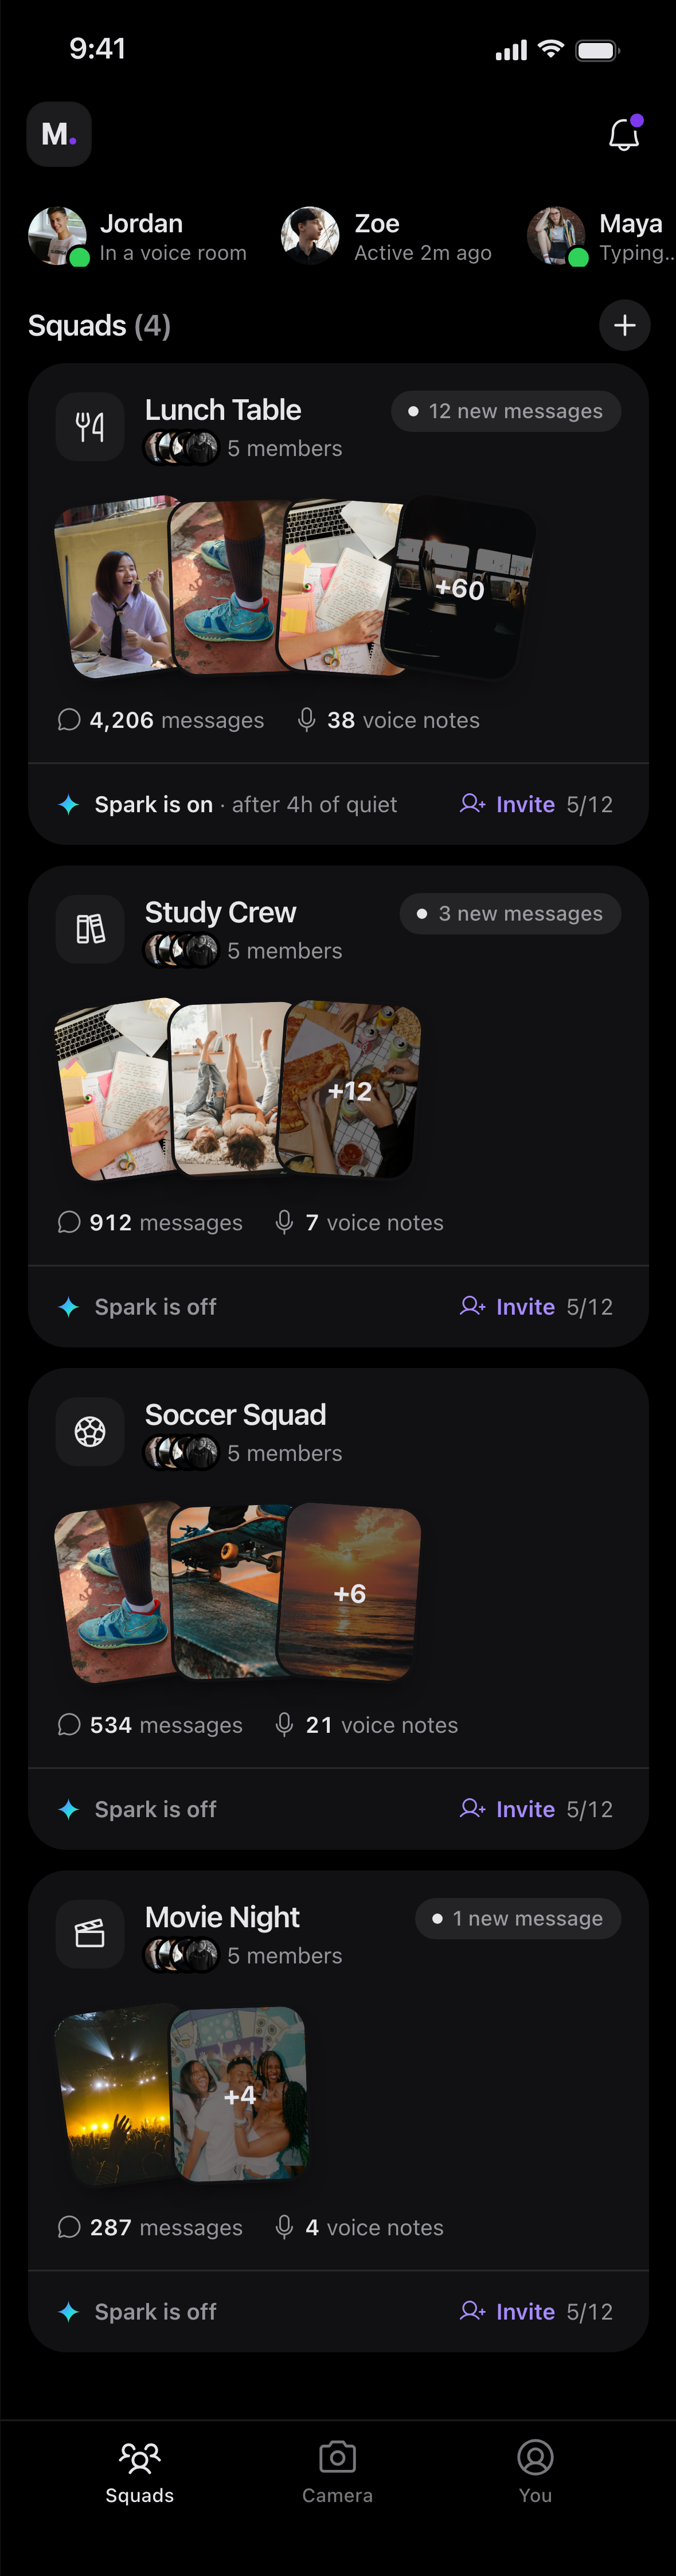 9:41
M.
Jordan
In a voice room
Zoe
Active 2m ago
Maya
Typing..
Squads (4)
Lunch Table
12 new messages
5 members
+60
4,206 messages
38 voice notes
Spark is on · after 4h of quiet
Invite 5/12
Study Crew
3 new messages
5 members
+12
912 messages
7 voice notes
Spark is off
Invite 5/12
Soccer Squad
5 members
+6
534 messages
21 voice notes
Spark is off
Invite 5/12
Movie Night
1 new message
5 members
+4
287 messages
4 voice notes
Spark is off
Invite 5/12
Squads
Camera
You